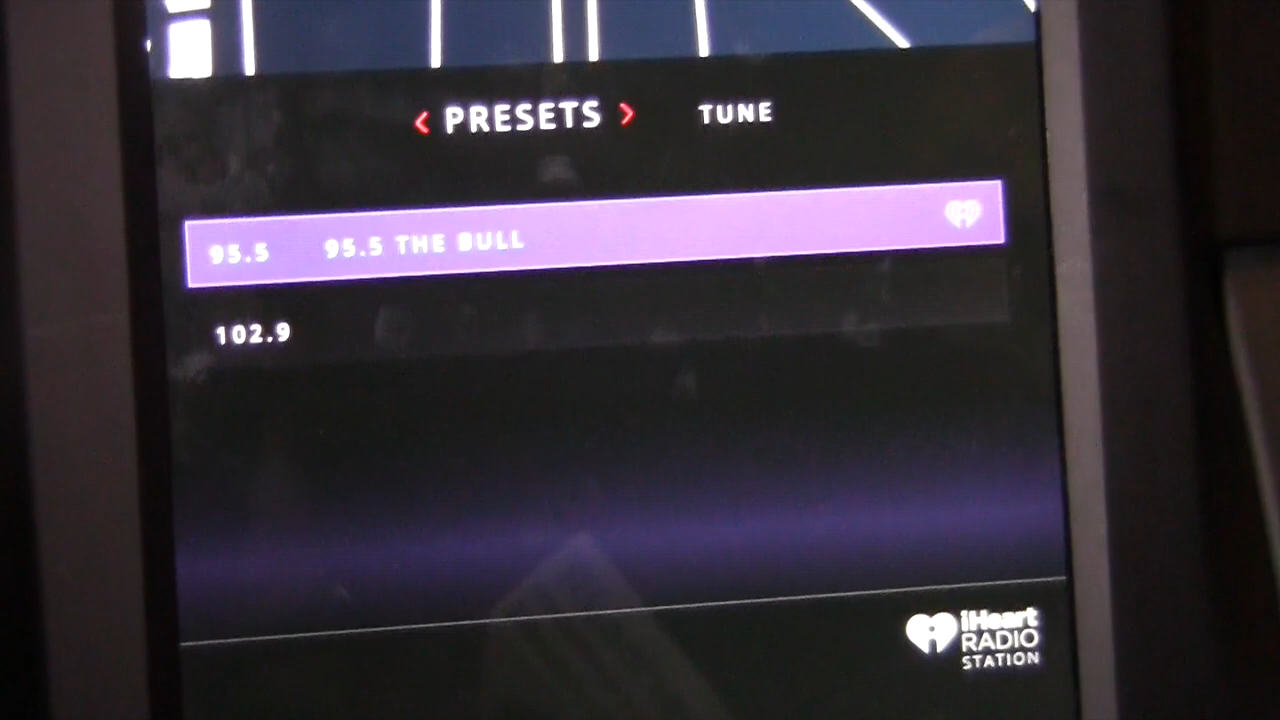 < PRESETS > TUNE
95.5 95.5 THE BULL
102.9
iHeart
RADIO
STATION